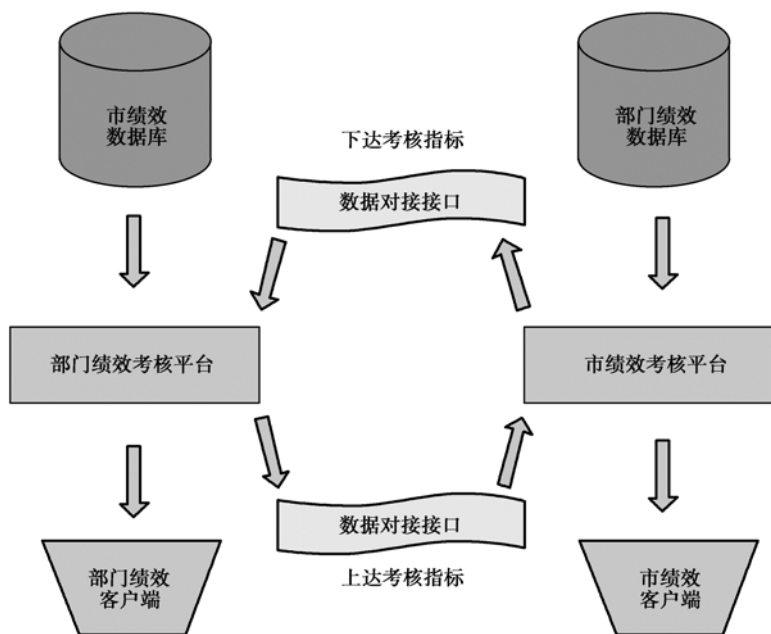 市绩效
数据库
部门绩效
数据库
下达考核指标
数据对接接口
部门绩效考核平台
市绩效考核平台
数据对接接口
上达考核指标
部门绩效
客户端
市绩效
客户端